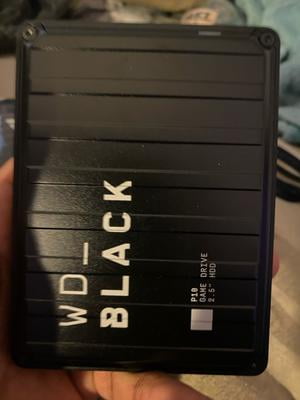 WD_
BLACK
P10
GAME DRIVE
2.5" HDD